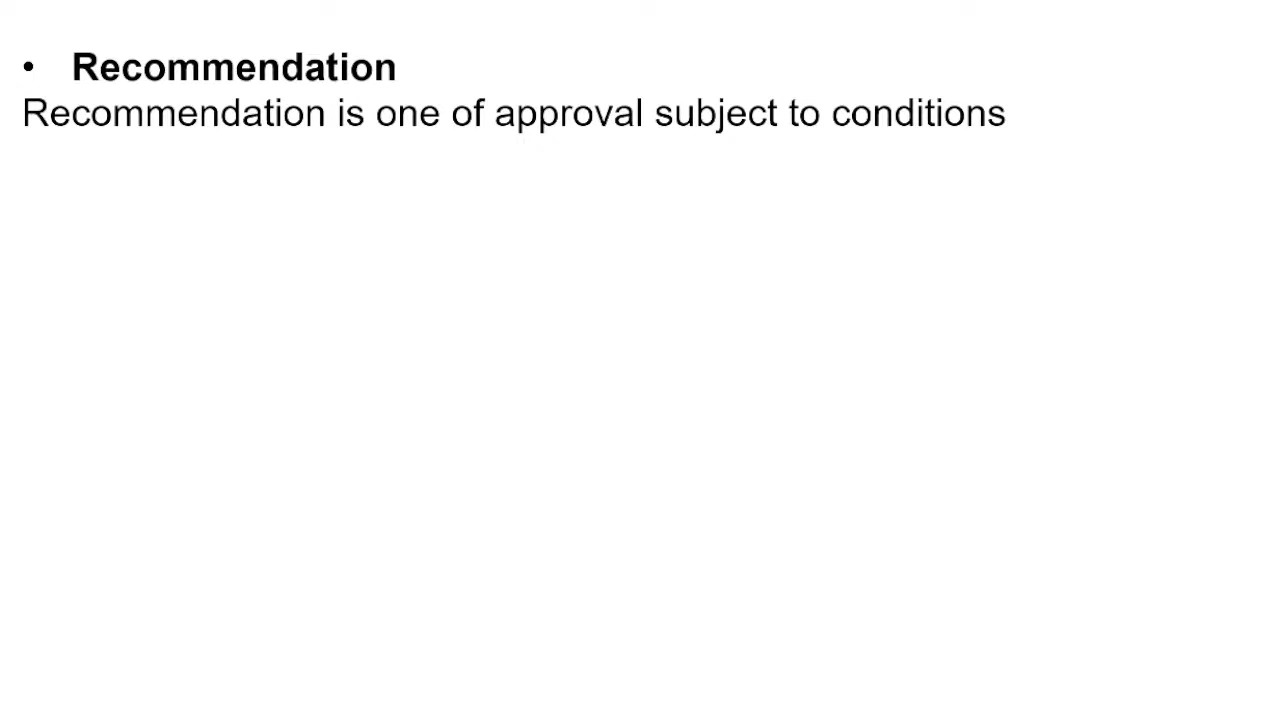 • Recommendation
Recommendation is one of approval subject to conditions